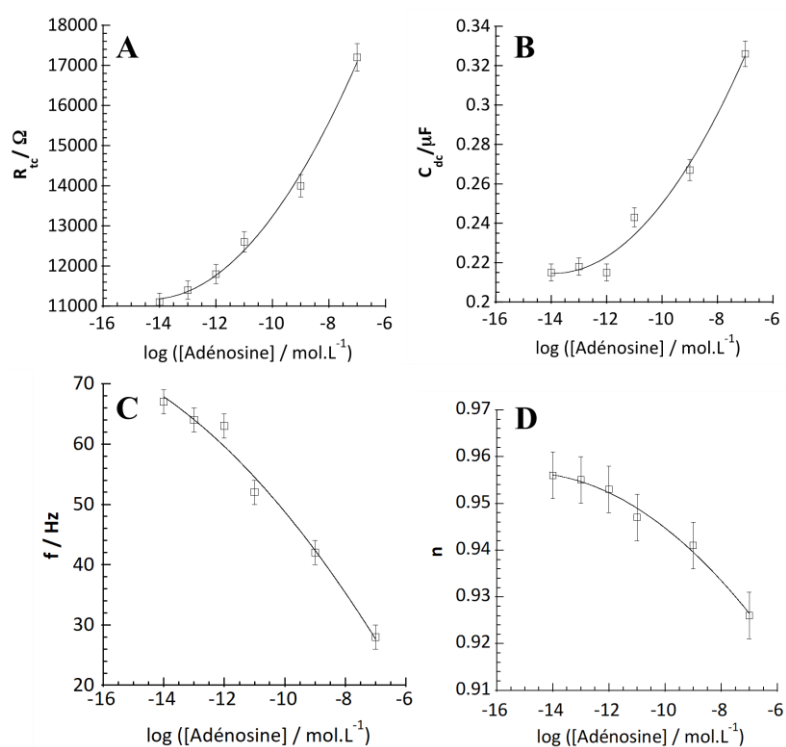 A
R tc / Ω
18000
17000
16000
15000
14000
13000
12000
11000
-16 -14 -12 -10 -8 -6
log ([Adénosine] / mol.L-1)
B
C dc /µF
0.34
0.32
0.3
0.28
0.26
0.24
0.22
0.2
-16 -14 -12 -10 -8 -6
log ([Adénosine] / mol.L-1)
C
f / Hz
70
60
50
40
30
20
-16 -14 -12 -10 -8 -6
log ([Adénosine] / mol.L-1)
D
n
0.97
0.96
0.95
0.94
0.93
0.92
0.91
-16 -14 -12 -10 -8 -6
log ([Adénosine] / mol.L-1)